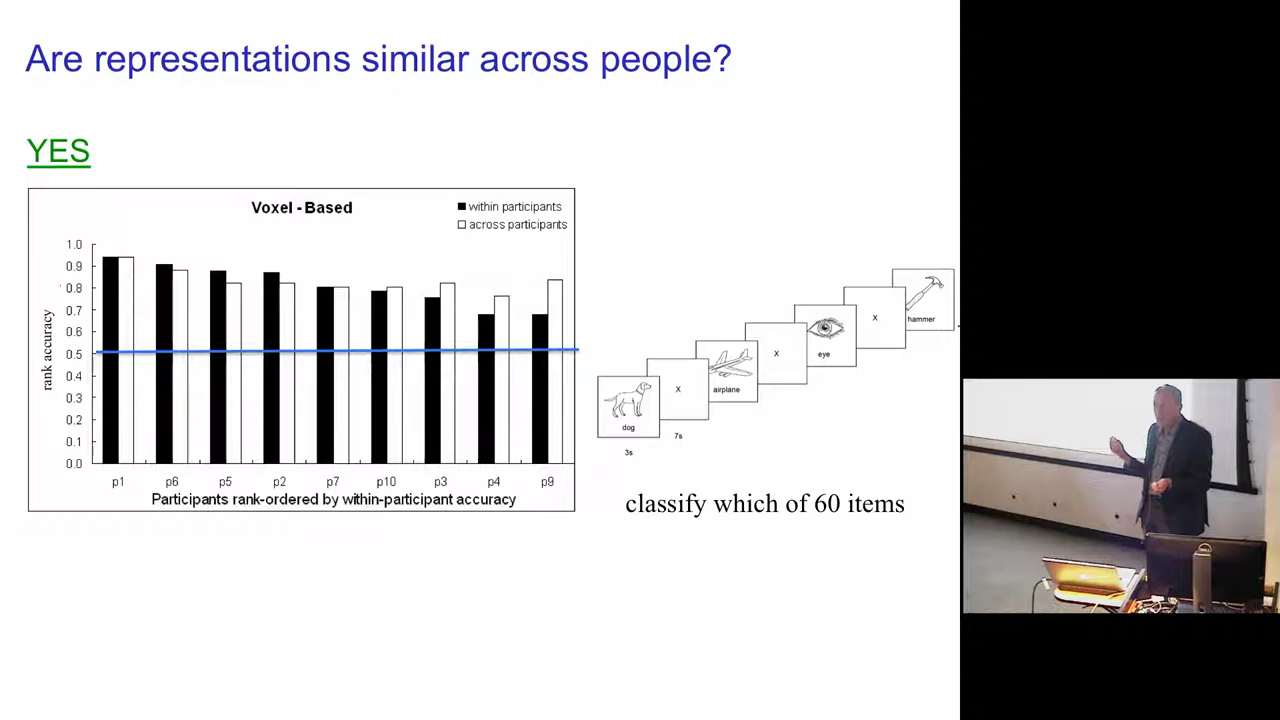 Are representations similar across people?
YES
Voxel - Based
within participants
across participants
rank accuracy
1.0
0.9
0.8
0.7
0.6
0.5
0.4
0.3
0.2
0.1
0.0
p1 p6 p5 p2 p7 p10 p3 p4 p9
Participants rank-ordered by within-participant accuracy
dog
3s
X
7s
airplane
X
eye
X
hammer
classify which of 60 items
DELL